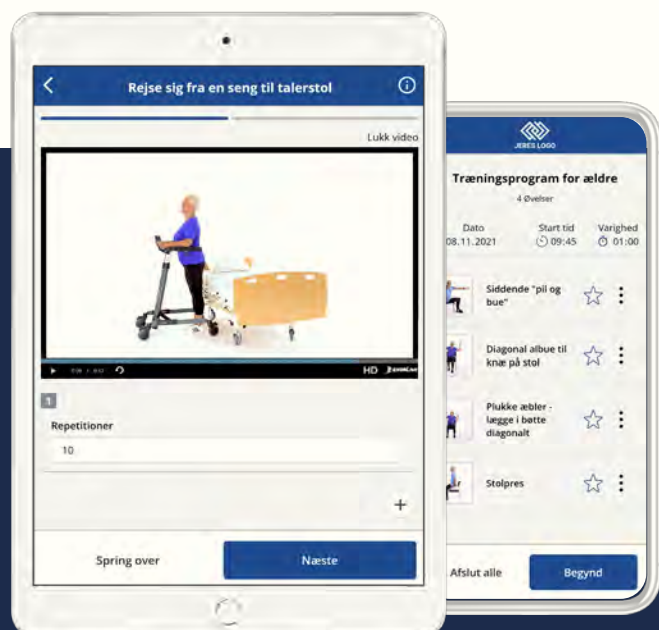 Rejse sig fra en seng til talerstol
Lukk video
HD
1
Repetitioner
10
+
Spring over
Næste
JERES LOGO
Træningsprogram for ældre
4 Øvelser
Dato
Start tid
Varighed
08.11.2021
09:45
01:00
Siddende "pil og
bue"
Diagonal albue til
knæ på stol
Plukke æbler -
lægge i bøtte
diagonalt
Stolpres
Afslut alle
Begynd